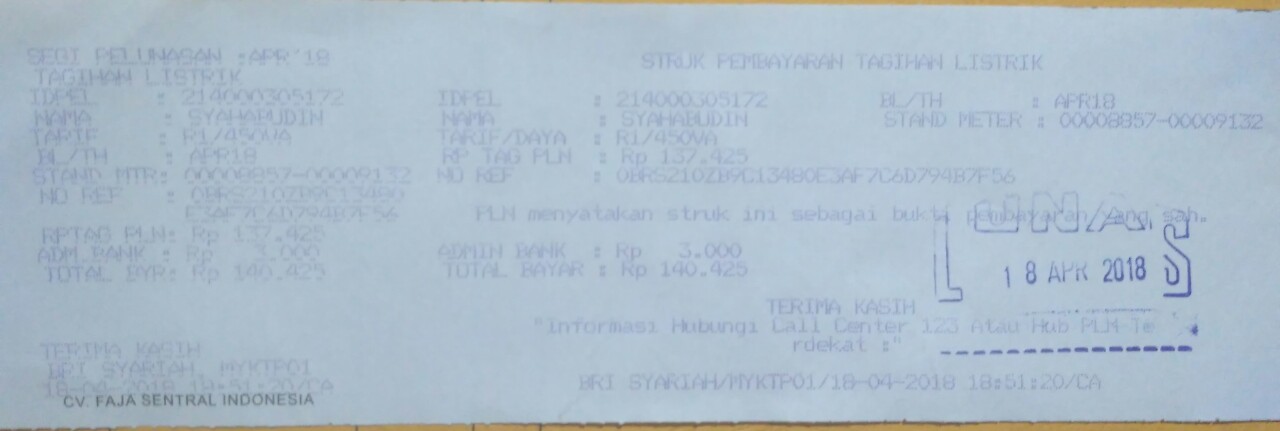 SEGI PELUNASAN :APR'18
TAGIHAN LISTRIK
IDPEL : 214000305172
NAMA : SYAHABUDIN
TARIF : R1/450VA
BL/TH : APR18
STAND MTR: 00008857-00009132
NO REF : 0BRS210ZB9C13480
E3AF7C6D794B7F56
RPTAG PLN: Rp 137.425
ADM.BANK : Rp 3.000
TOTAL BYR: Rp 140.425
TERIMA KASIH
BRI SYARIAH, MYKTP01
18-04-2018 18:51:20/CA
CV. FAJA SENTRAL INDONESIA
STRUK PEMBAYARAN TAGIHAN LISTRIK
IDPEL : 214000305172 BL/TH : APR18
NAMA : SYAHABUDIN STAND METER : 00008857-00009132
TARIF/DAYA : R1/450VA
RP TAG PLN : Rp 137.425
NO REF : 0BRS210ZB9C13480E3AF7C6D794B7F56
PLN menyatakan struk ini sebagai bukti pembayaran yang sah.
ADMIN BANK : Rp 3.000
TOTAL BAYAR : Rp 140.425
LUNAS
18 APR 2018
TERIMA KASIH
"Informasi Hubungi Call Center 123 Atau Hub PLN Te
rdekat :"
BRI SYARIAH/MYKTP01/18-04-2018 18:51:20/CA